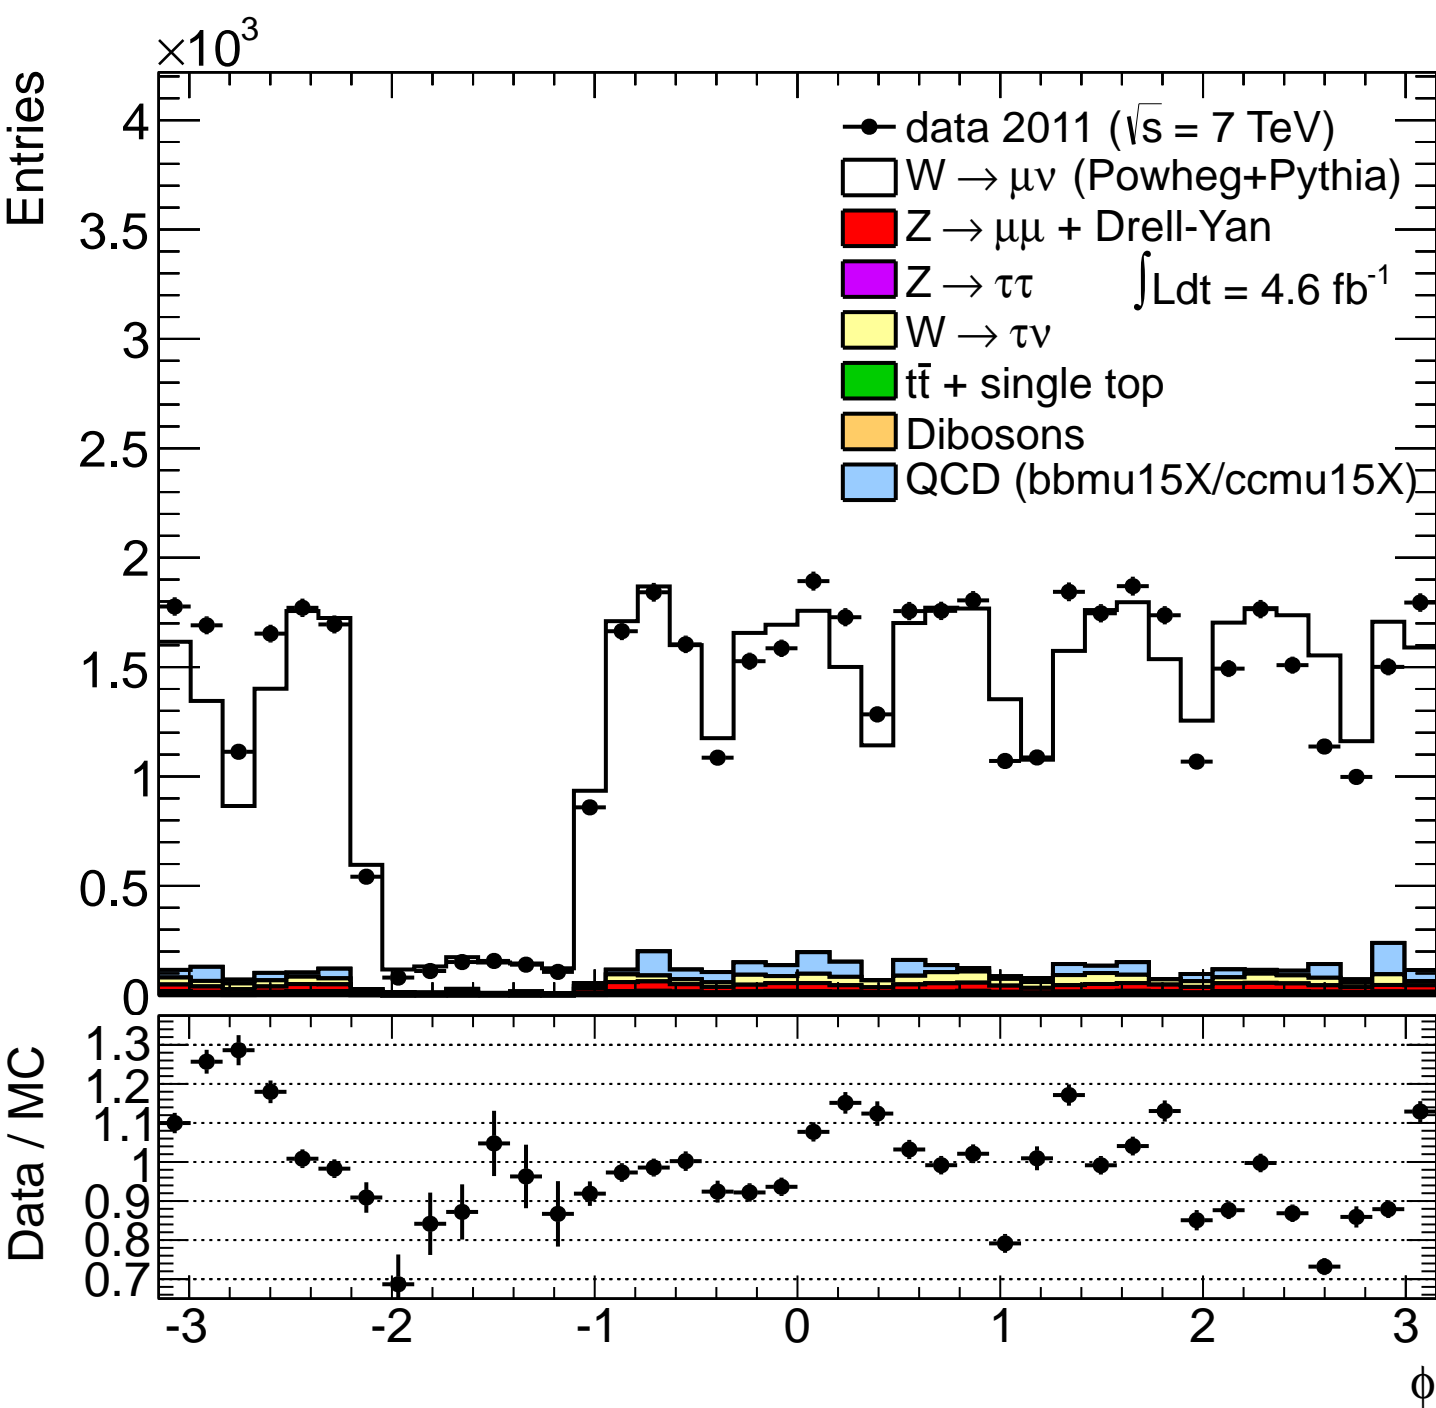 ×10³
Entries
4
3.5
3
2.5
2
1.5
1
0.5
0
data 2011 (√s = 7 TeV)
W → μν (Powheg+Pythia)
Z → μμ + Drell-Yan
Z → ττ
∫Ldt = 4.6 fb⁻¹
W → τν
tt̄ + single top
Dibosons
QCD (bbmu15X/ccmu15X)
Data / MC
1.3
1.2
1.1
1
0.9
0.8
0.7
-3 -2 -1 0 1 2 3
ϕ